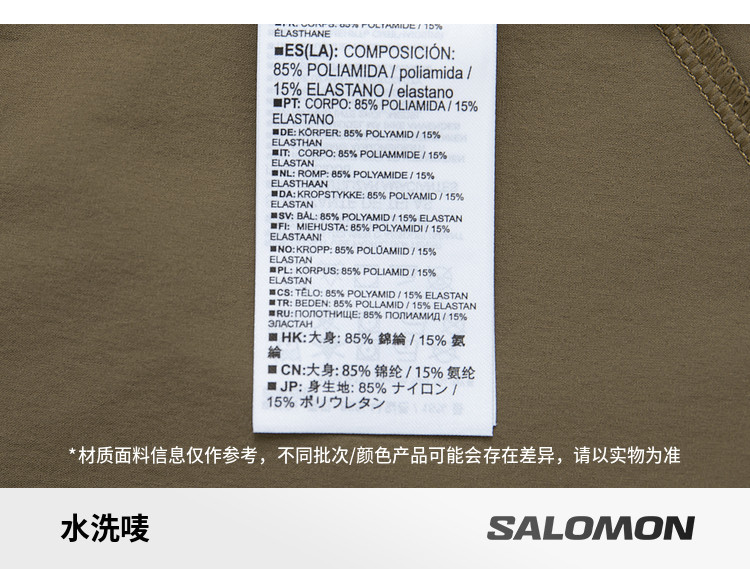 ÉLASTHANE
■ES(LA): COMPOSICIÓN:
85% POLIAMIDA / poliamida /
15% ELASTANO / elastano
■PT: CORPO: 85% POLIAMIDA / 15%
ELASTANO
■DE: KÖRPER: 85% POLYAMID / 15%
ELASTHAN
■IT: CORPO: 85% POLIAMMIDE / 15%
ELASTAN
■NL: ROMP: 85% POLYAMIDE / 15%
ELASTHAAN
■DA: KROPSTYKKE: 85% POLYAMID / 15%
ELASTAN
■SV: BÅL: 85% POLYAMID / 15% ELASTAN
■FI: MIEHUSTA: 85% POLYAMIDI / 15%
ELASTAANI
■NO: KROPP: 85% POLÜAMIID / 15%
ELASTAN
■PL: KORPUS: 85% POLIAMID / 15%
ELASTAN
■CS: TĚLO: 85% POLYAMID / 15% ELASTAN
■TR: BEDEN: 85% POLLAMID / 15% ELASTAN
■RU: ПОЛОТНИЩЕ: 85% ПОЛИАМИД / 15%
ЭЛАСТАН
■HK: 大身: 85% 錦綸 / 15% 氨
綸
■CN:大身: 85% 锦纶 / 15% 氨纶
■JP: 身生地: 85% ナイロン /
15% ポリウレタン
*材质面料信息仅作参考，不同批次/颜色产品可能会存在差异，请以实物为准
水洗唛
SALOMON